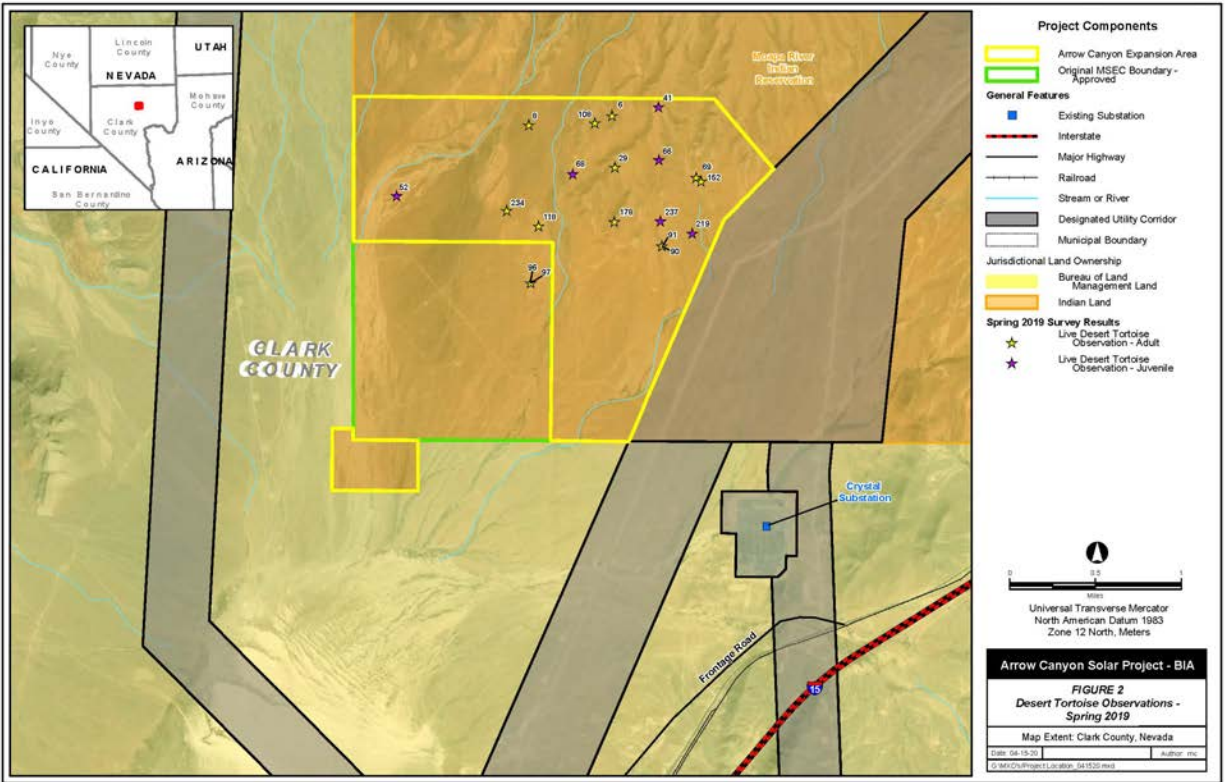 Lincoln
County
UTAH
Nye
County
NEVADA
Mohave
County
Clark
County
Inyo
County
CALIFORNIA
ARIZONA
San Bernardino
County
Moapa River
Indian
Reservation
8
108
6
41
29
66
68
69
162
52
234
118
178
237
219
91
90
96
97
CLARK
COUNTY
Crystal
Substation
Frontage Road
15
Project Components
Arrow Canyon Expansion Area
Original MSEC Boundary -
Approved
General Features
Existing Substation
Interstate
Major Highway
Railroad
Stream or River
Designated Utility Corridor
Municipal Boundary
Jurisdictional Land Ownership
Bureau of Land
Management Land
Indian Land
Spring 2019 Survey Results
Live Desert Tortoise
Observation - Adult
Live Desert Tortoise
Observation - Juvenile
0 0.5 1
Miles
Universal Transverse Mercator
North American Datum 1983
Zone 12 North, Meters
Arrow Canyon Solar Project - BIA
FIGURE 2
Desert Tortoise Observations -
Spring 2019
Map Extent: Clark County, Nevada
Date: 04-15-20 Author: mc